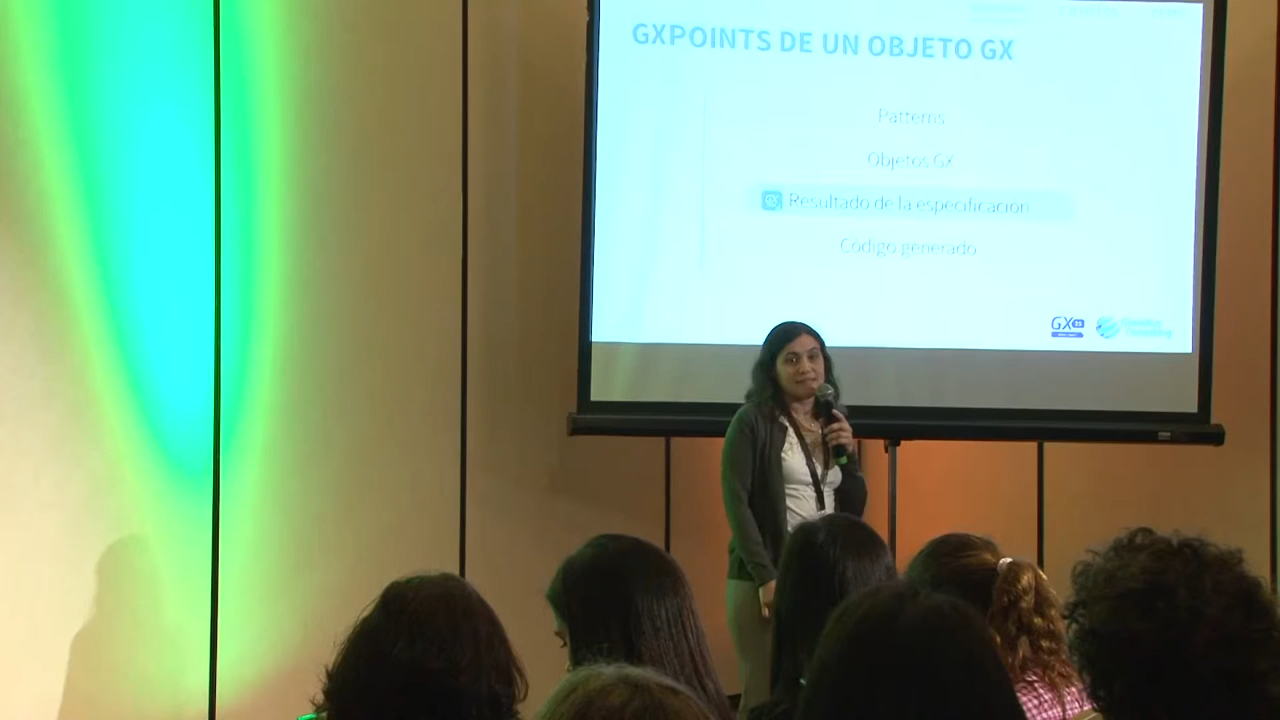 GXPOINTS DE UN OBJETO GX
Patterns
Objetos GX
Resultado de la especificación
Código generado
GX